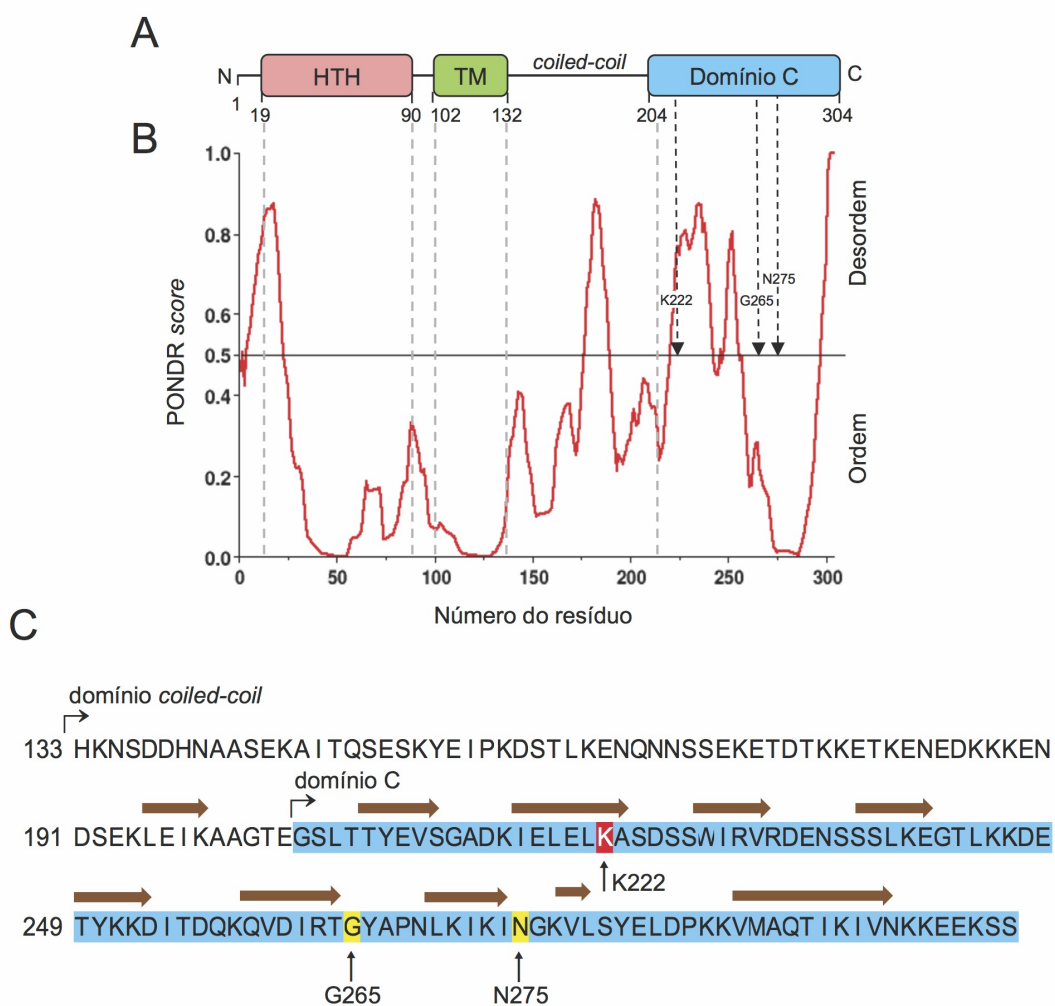 A
N HTH TM coiled-coil Domínio C C
1 19 90 102 132 204 304
B
1.0
0.8
0.6
0.5
0.4
0.2
0.0
PONDR score
Desordem
Ordem
K222
G265
N275
0 50 100 150 200 250 300
Número do resíduo
C
domínio coiled-coil
133 HKNSDDHNAASEKAITQSESKYEIPKDSTLKENQNNSSEKETDTKKETKENEDKKKEN
domínio C
191 DSEKLEIKAAGTEGSLTTYEVSGADKIELELKASDSSWIRVRDENSSSLKEGTLKKDE
K222
249 TYKKDITDQKQVDIRTGYAPNLKIKINGKVLSYELDPKKVMAQTIKIVNKKEEKSS
G265 N275